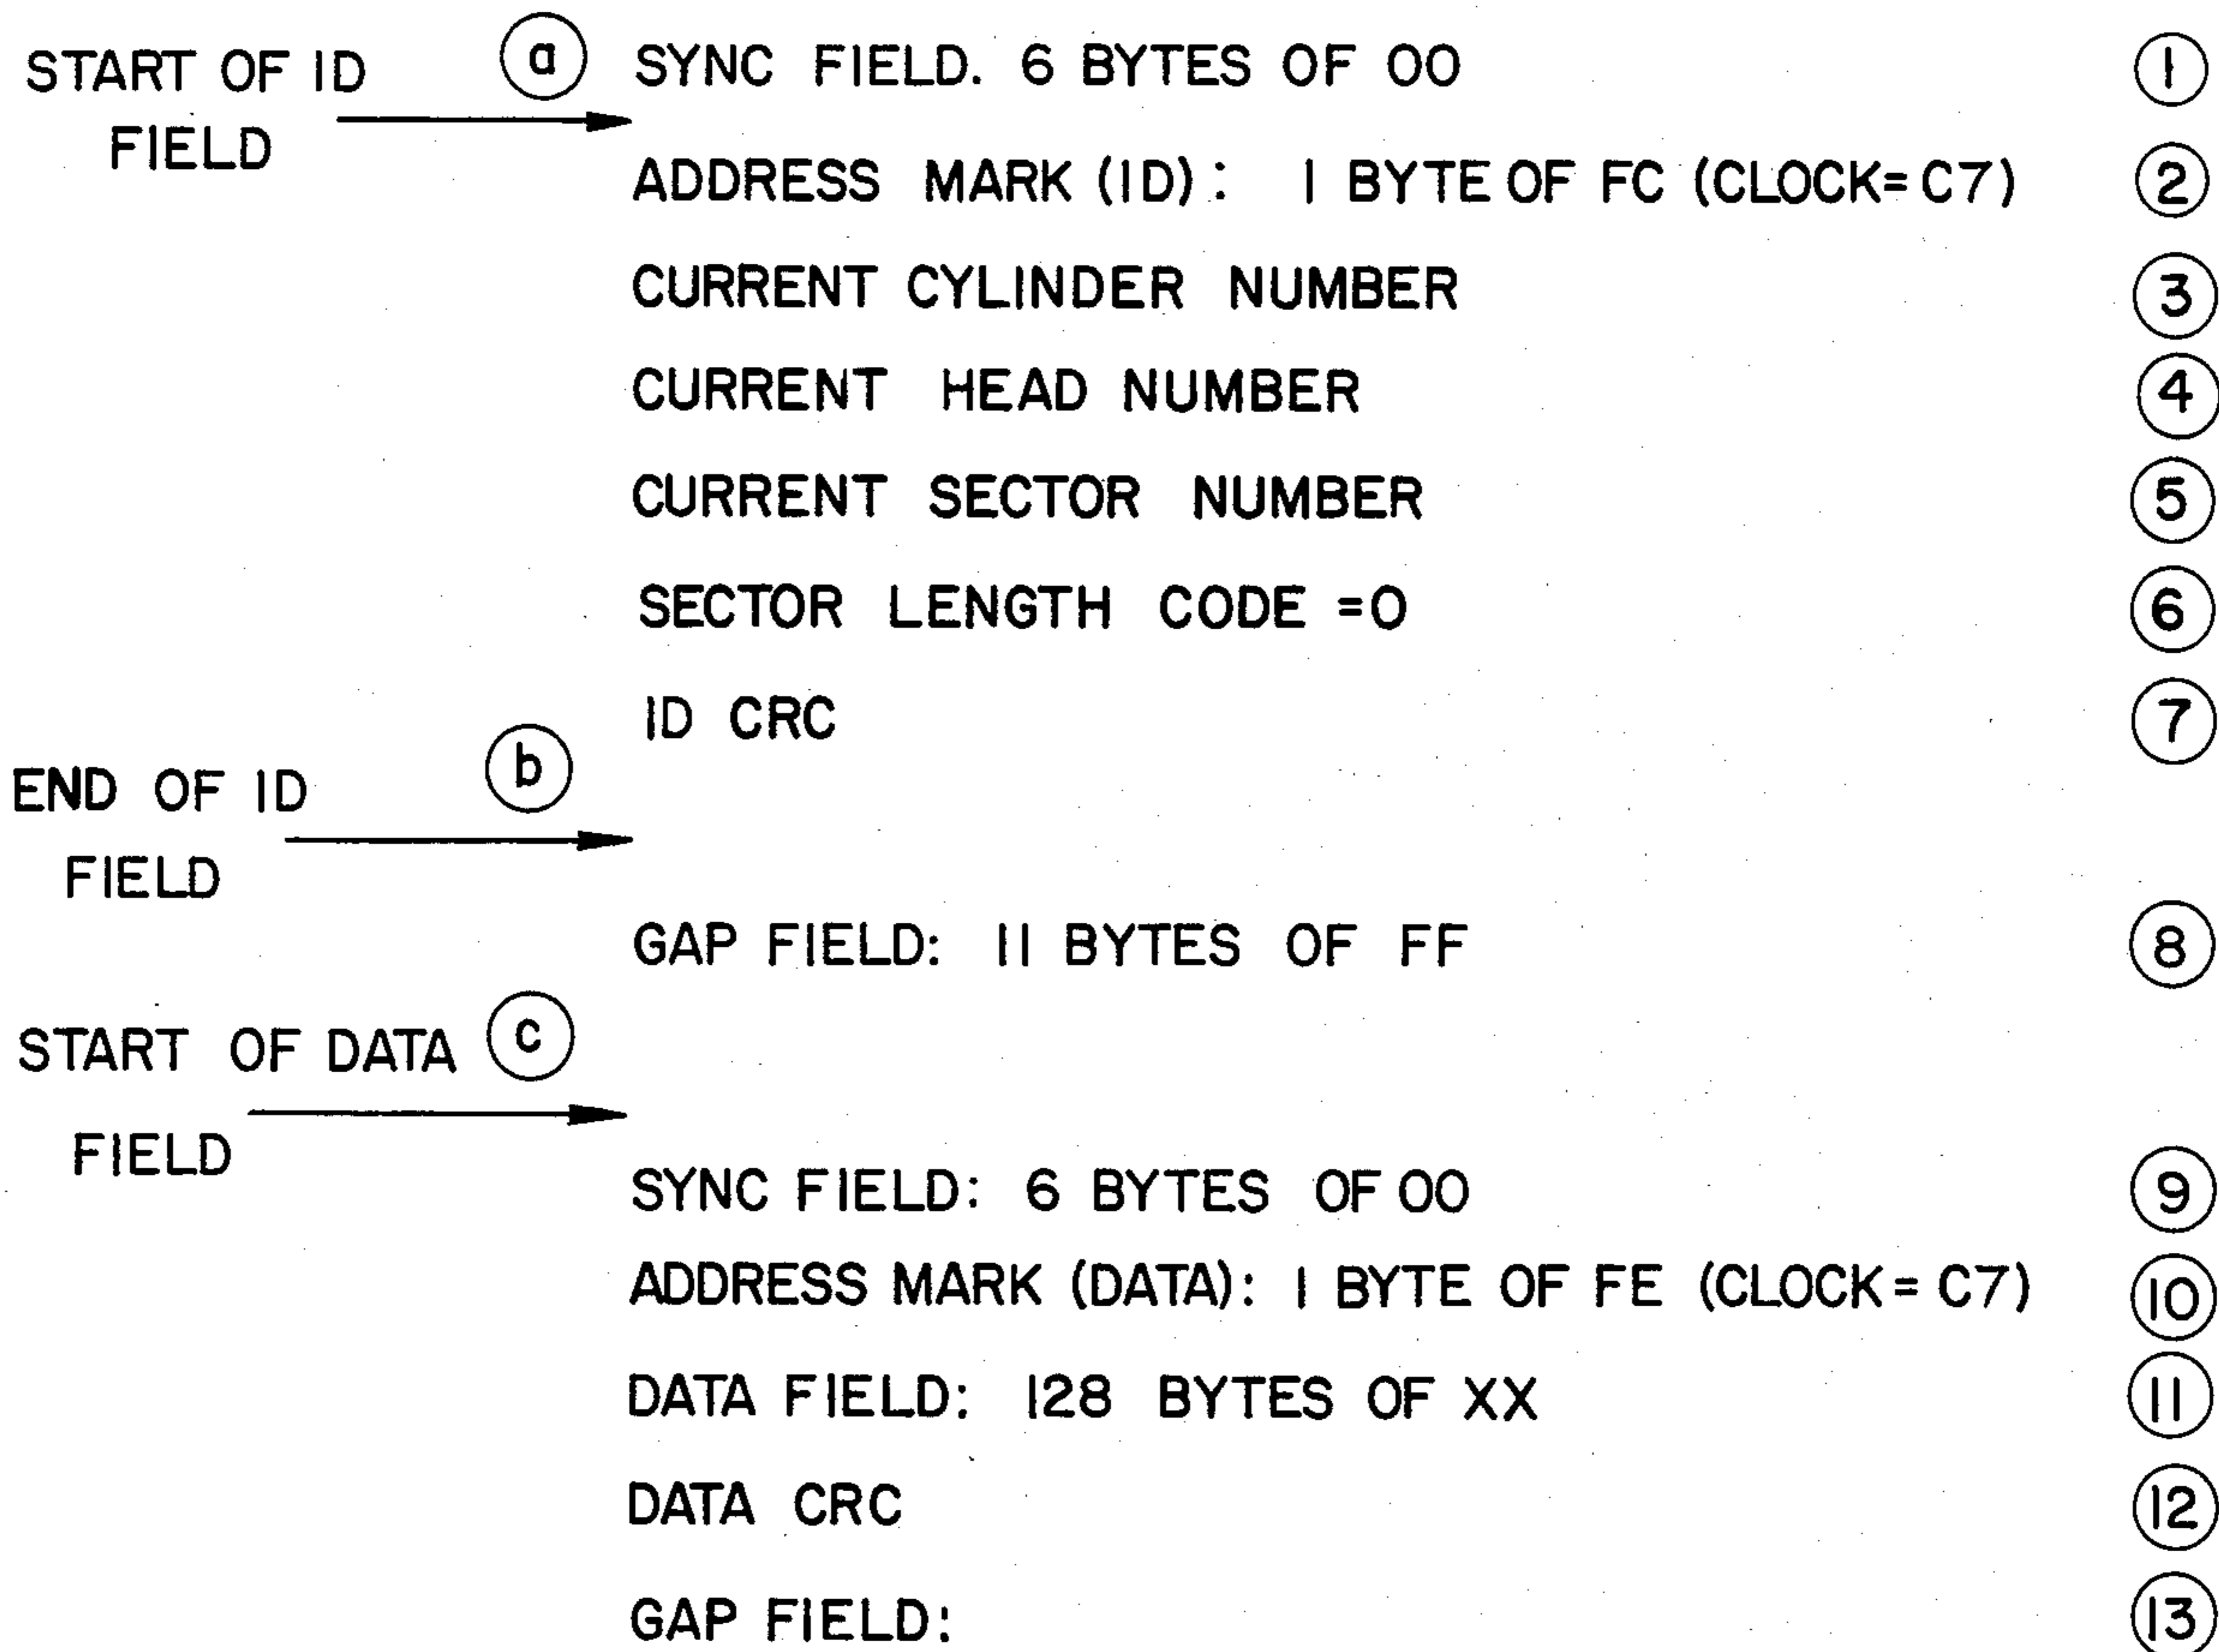 START OF ID FIELD
ⓐ
SYNC FIELD. 6 BYTES OF 00 ①
ADDRESS MARK (ID): 1 BYTE OF FC (CLOCK=C7) ②
CURRENT CYLINDER NUMBER ③
CURRENT HEAD NUMBER ④
CURRENT SECTOR NUMBER ⑤
SECTOR LENGTH CODE =0 ⑥
ID CRC ⑦
END OF ID FIELD
ⓑ
GAP FIELD: 11 BYTES OF FF ⑧
START OF DATA FIELD
ⓒ
SYNC FIELD: 6 BYTES OF 00 ⑨
ADDRESS MARK (DATA): 1 BYTE OF FE (CLOCK=C7) ⑩
DATA FIELD: 128 BYTES OF XX ⑪
DATA CRC ⑫
GAP FIELD: ⑬